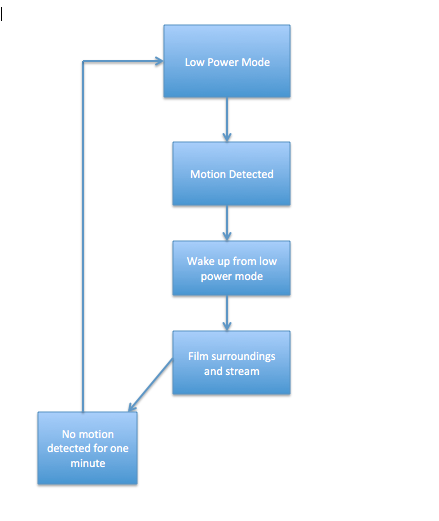 Low Power Mode
Motion Detected
Wake up from low
power mode
Film surroundings
and stream
No motion
detected for one
minute